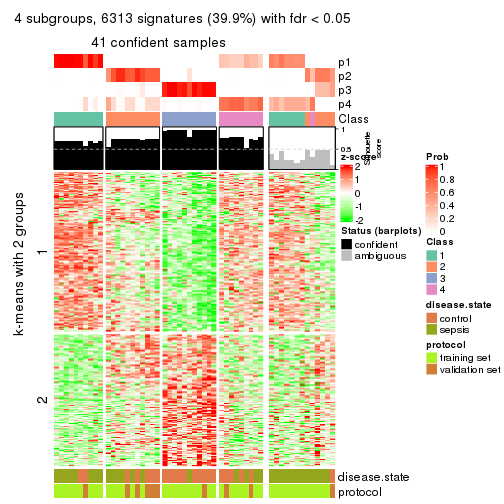 4 subgroups, 6313 signatures (39.9%) with fdr < 0.05
41 confident samples
p1
p2
p3
p4
Class
1
0.5
0
Silhouette
score
k-means with 2 groups
1
2
disease.state
protocol
z-score
2
1
0
-1
-2
Status (barplots)
confident
ambiguous
Prob
1
0.8
0.6
0.4
0.2
0
Class
1
2
3
4
disease.state
control
sepsis
protocol
training set
validation set